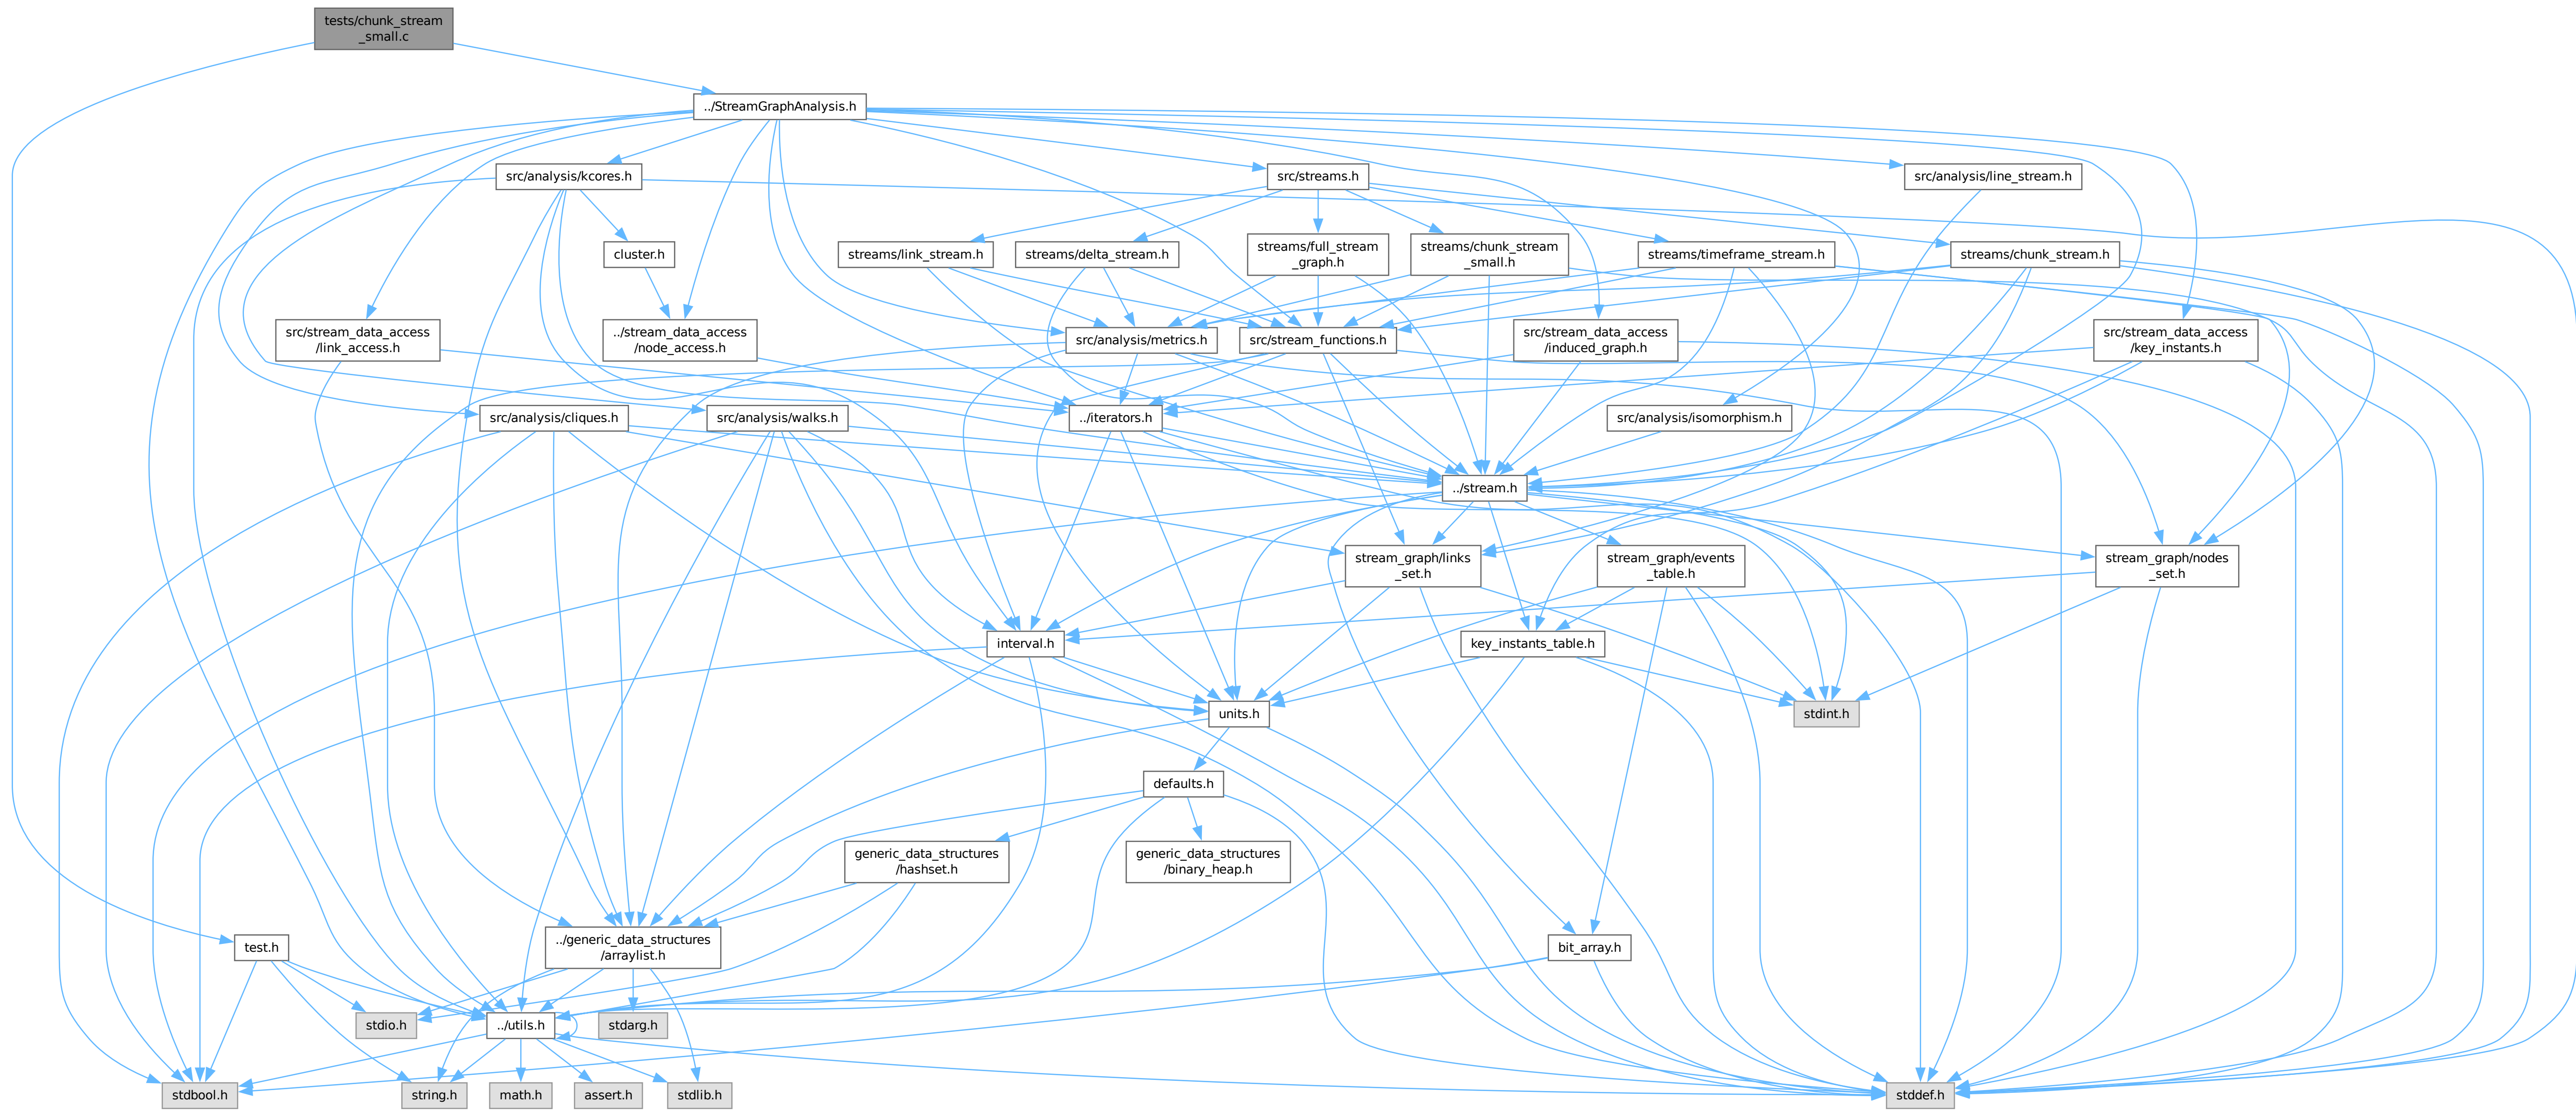 tests/chunk_stream
_small.c
../StreamGraphAnalysis.h
src/analysis/kcores.h
src/streams.h
src/analysis/line_stream.h
cluster.h
streams/link_stream.h
streams/delta_stream.h
streams/full_stream
_graph.h
streams/chunk_stream
_small.h
streams/timeframe_stream.h
streams/chunk_stream.h
src/stream_data_access
/link_access.h
../stream_data_access
/node_access.h
src/analysis/metrics.h
src/stream_functions.h
src/stream_data_access
/induced_graph.h
src/stream_data_access
/key_instants.h
src/analysis/cliques.h
src/analysis/walks.h
../iterators.h
src/analysis/isomorphism.h
../stream.h
stream_graph/links
_set.h
stream_graph/events
_table.h
stream_graph/nodes
_set.h
interval.h
key_instants_table.h
units.h
stdint.h
defaults.h
generic_data_structures
/hashset.h
generic_data_structures
/binary_heap.h
test.h
../generic_data_structures
/arraylist.h
bit_array.h
stdio.h
../utils.h
stdarg.h
stdbool.h
string.h
math.h
assert.h
stdlib.h
stddef.h